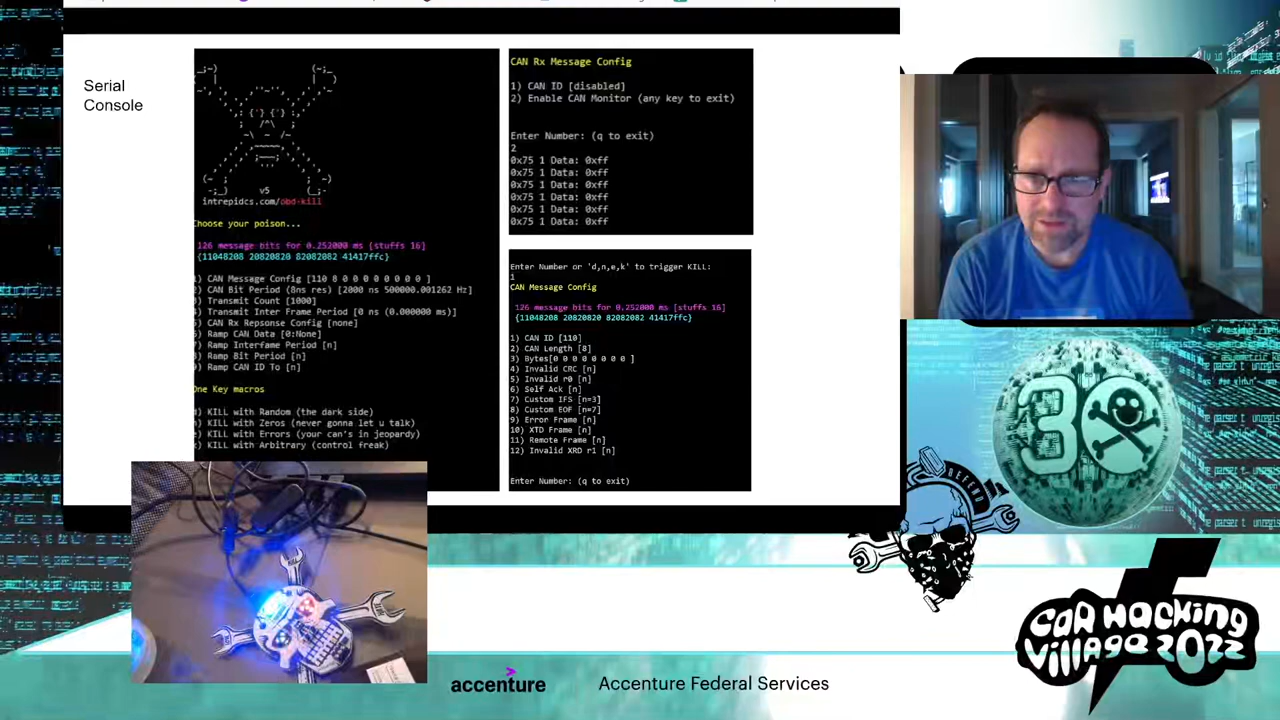 Serial
Console
v5
intrepidcs.com/obd-kill
Choose your poison...
126 message bits for 0.252000 ms [stuffs 16]
{11048208 20820820 82082082 41417ffc}
) CAN Message Config [110 8 0 0 0 0 0 0 0 0 ]
) CAN Bit Period (8ns res) [2000 ns 500000.001262 Hz]
) Transmit Count [1000]
) Transmit Inter Frame Period [0 ns (0.000000 ms)]
) CAN Rx Repsonse Config [none]
) Ramp CAN Data [0:None]
) Ramp Interfame Period [n]
) Ramp Bit Period [n]
) Ramp CAN ID To [n]
One Key macros
) KILL with Random (the dark side)
) KILL with Zeros (never gonna let u talk)
) KILL with Errors (your can's in jeopardy)
) KILL with Arbitrary (control freak)
CAN Rx Message Config
1) CAN ID [disabled]
2) Enable CAN Monitor (any key to exit)
Enter Number: (q to exit)
2
0x75 1 Data: 0xff
0x75 1 Data: 0xff
0x75 1 Data: 0xff
0x75 1 Data: 0xff
0x75 1 Data: 0xff
0x75 1 Data: 0xff
Enter Number or 'd,n,e,k' to trigger KILL:
1
CAN Message Config
126 message bits for 0.252000 ms [stuffs 16]
{11048208 20820820 82082082 41417ffc}
1) CAN ID [110]
2) CAN Length [8]
3) Bytes[0 0 0 0 0 0 0 0 ]
4) Invalid CRC [n]
5) Invalid r0 [n]
6) Self Ack [n]
7) Custom IFS [n=3]
8) Custom EOF [n=7]
9) Error Frame [n]
10) XTD Frame [n]
11) Remote Frame [n]
12) Invalid XRD r1 [n]
Enter Number: (q to exit)
30
DEFEND
CAR HACKING
VILLAGE 2022
accenture
Accenture Federal Services